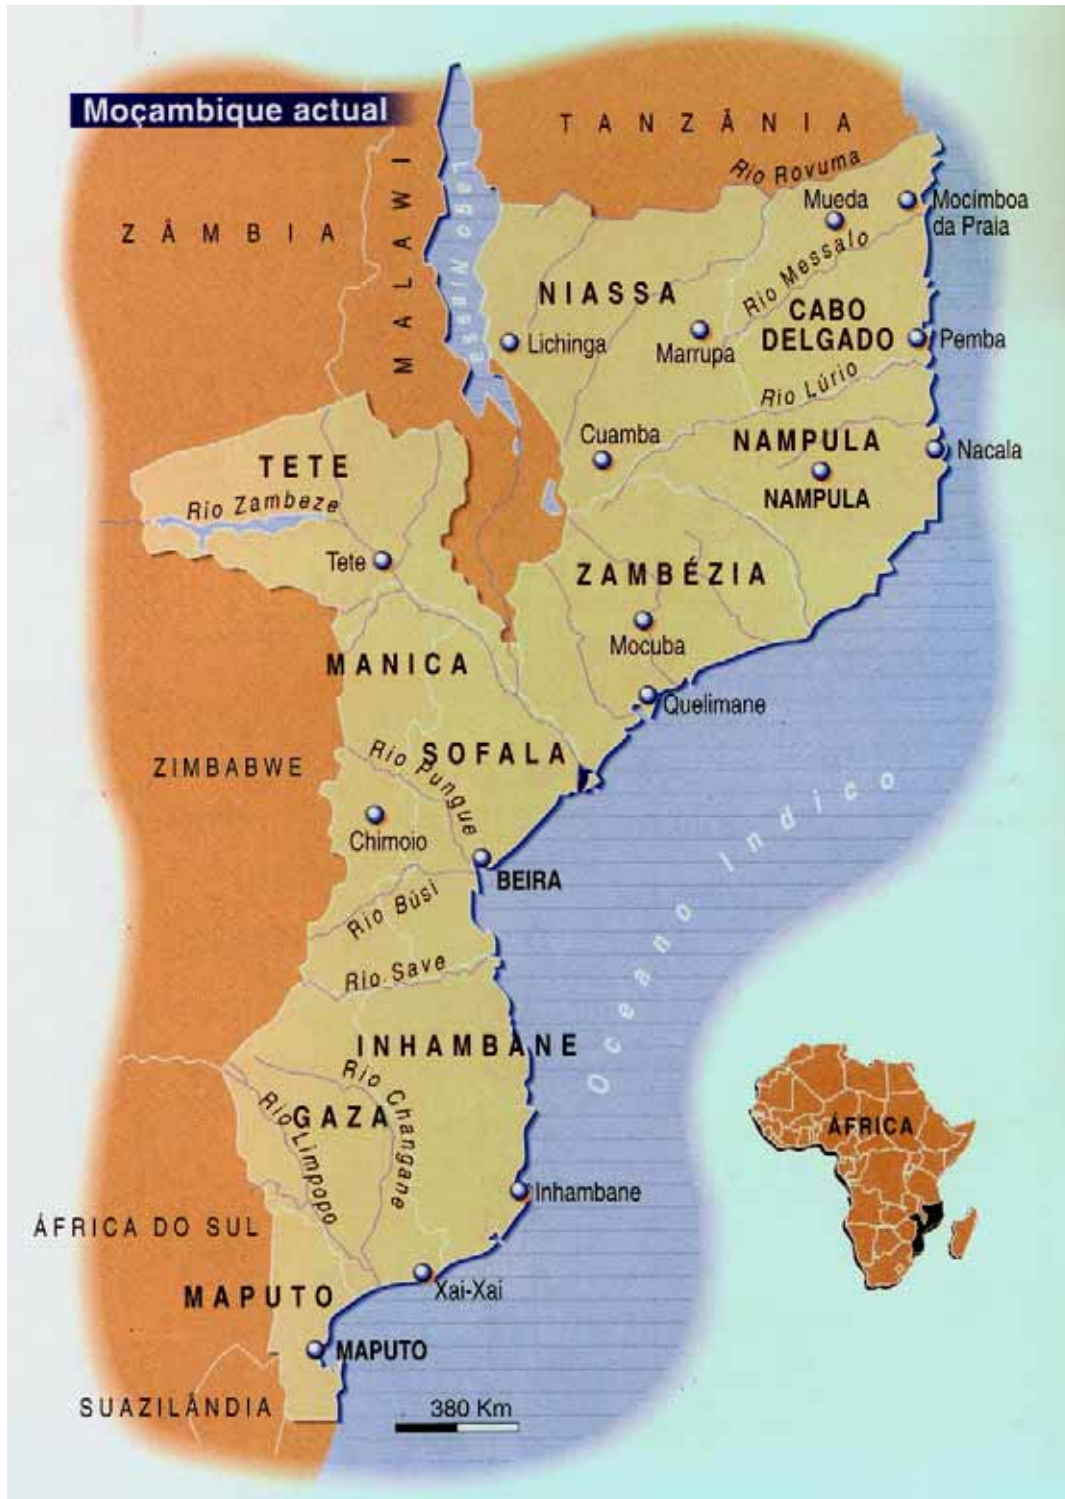 Moçambique actual
TANZÂNIA
MALAWI
ZÂMBIA
Lago Niassa
Rio Rovuma
Mueda
Mocímboa
da Praia
Rio Messalo
NIASSA
CABO
DELGADO
Lichinga
Marrupa
Pemba
Rio Lúrio
Cuamba
NAMPULA
Nacala
NAMPULA
TETE
Rio Zambeze
Tete
ZAMBÉZIA
Mocuba
MANICA
Quelimane
ZIMBABWE
Rio Pungue
SOFALA
Chimoio
BEIRA
Oceano Indico
Rio Búsi
Rio Save
INHAMBANE
Rio Changane
GAZA
Rio Limpopo
ÁFRICA
Inhambane
ÁFRICA DO SUL
Xai-Xai
MAPUTO
MAPUTO
SUAZILÂNDIA
380 Km